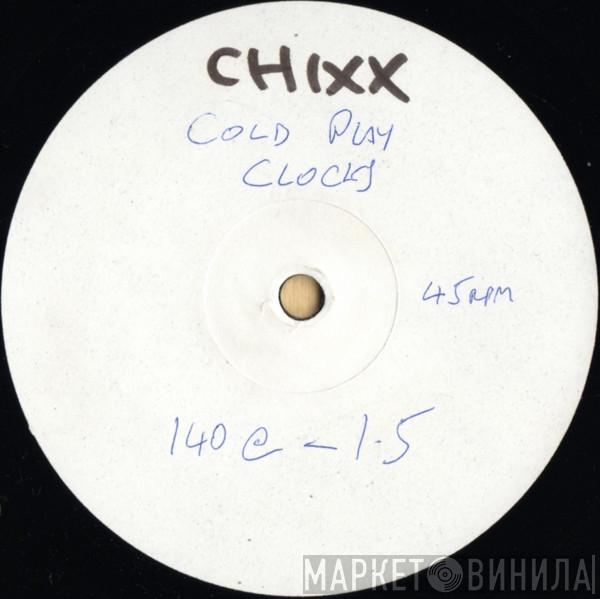 CHIXX
COLD PLAY
CLOCKS
45RPM
140 @ - 1.5
МАРКЕТ ВИНИЛА